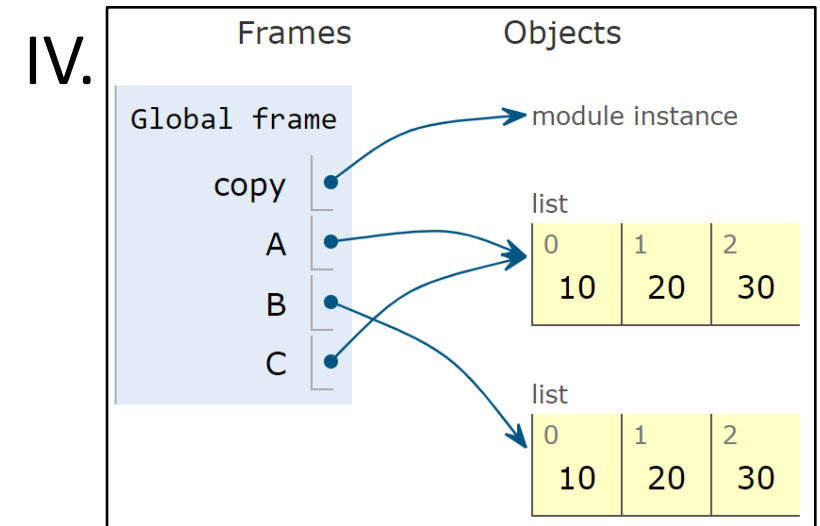 IV.
Frames Objects
Global frame
module instance
copy
A
B
C
list
0 1 2
10 20 30
list
0 1 2
10 20 30